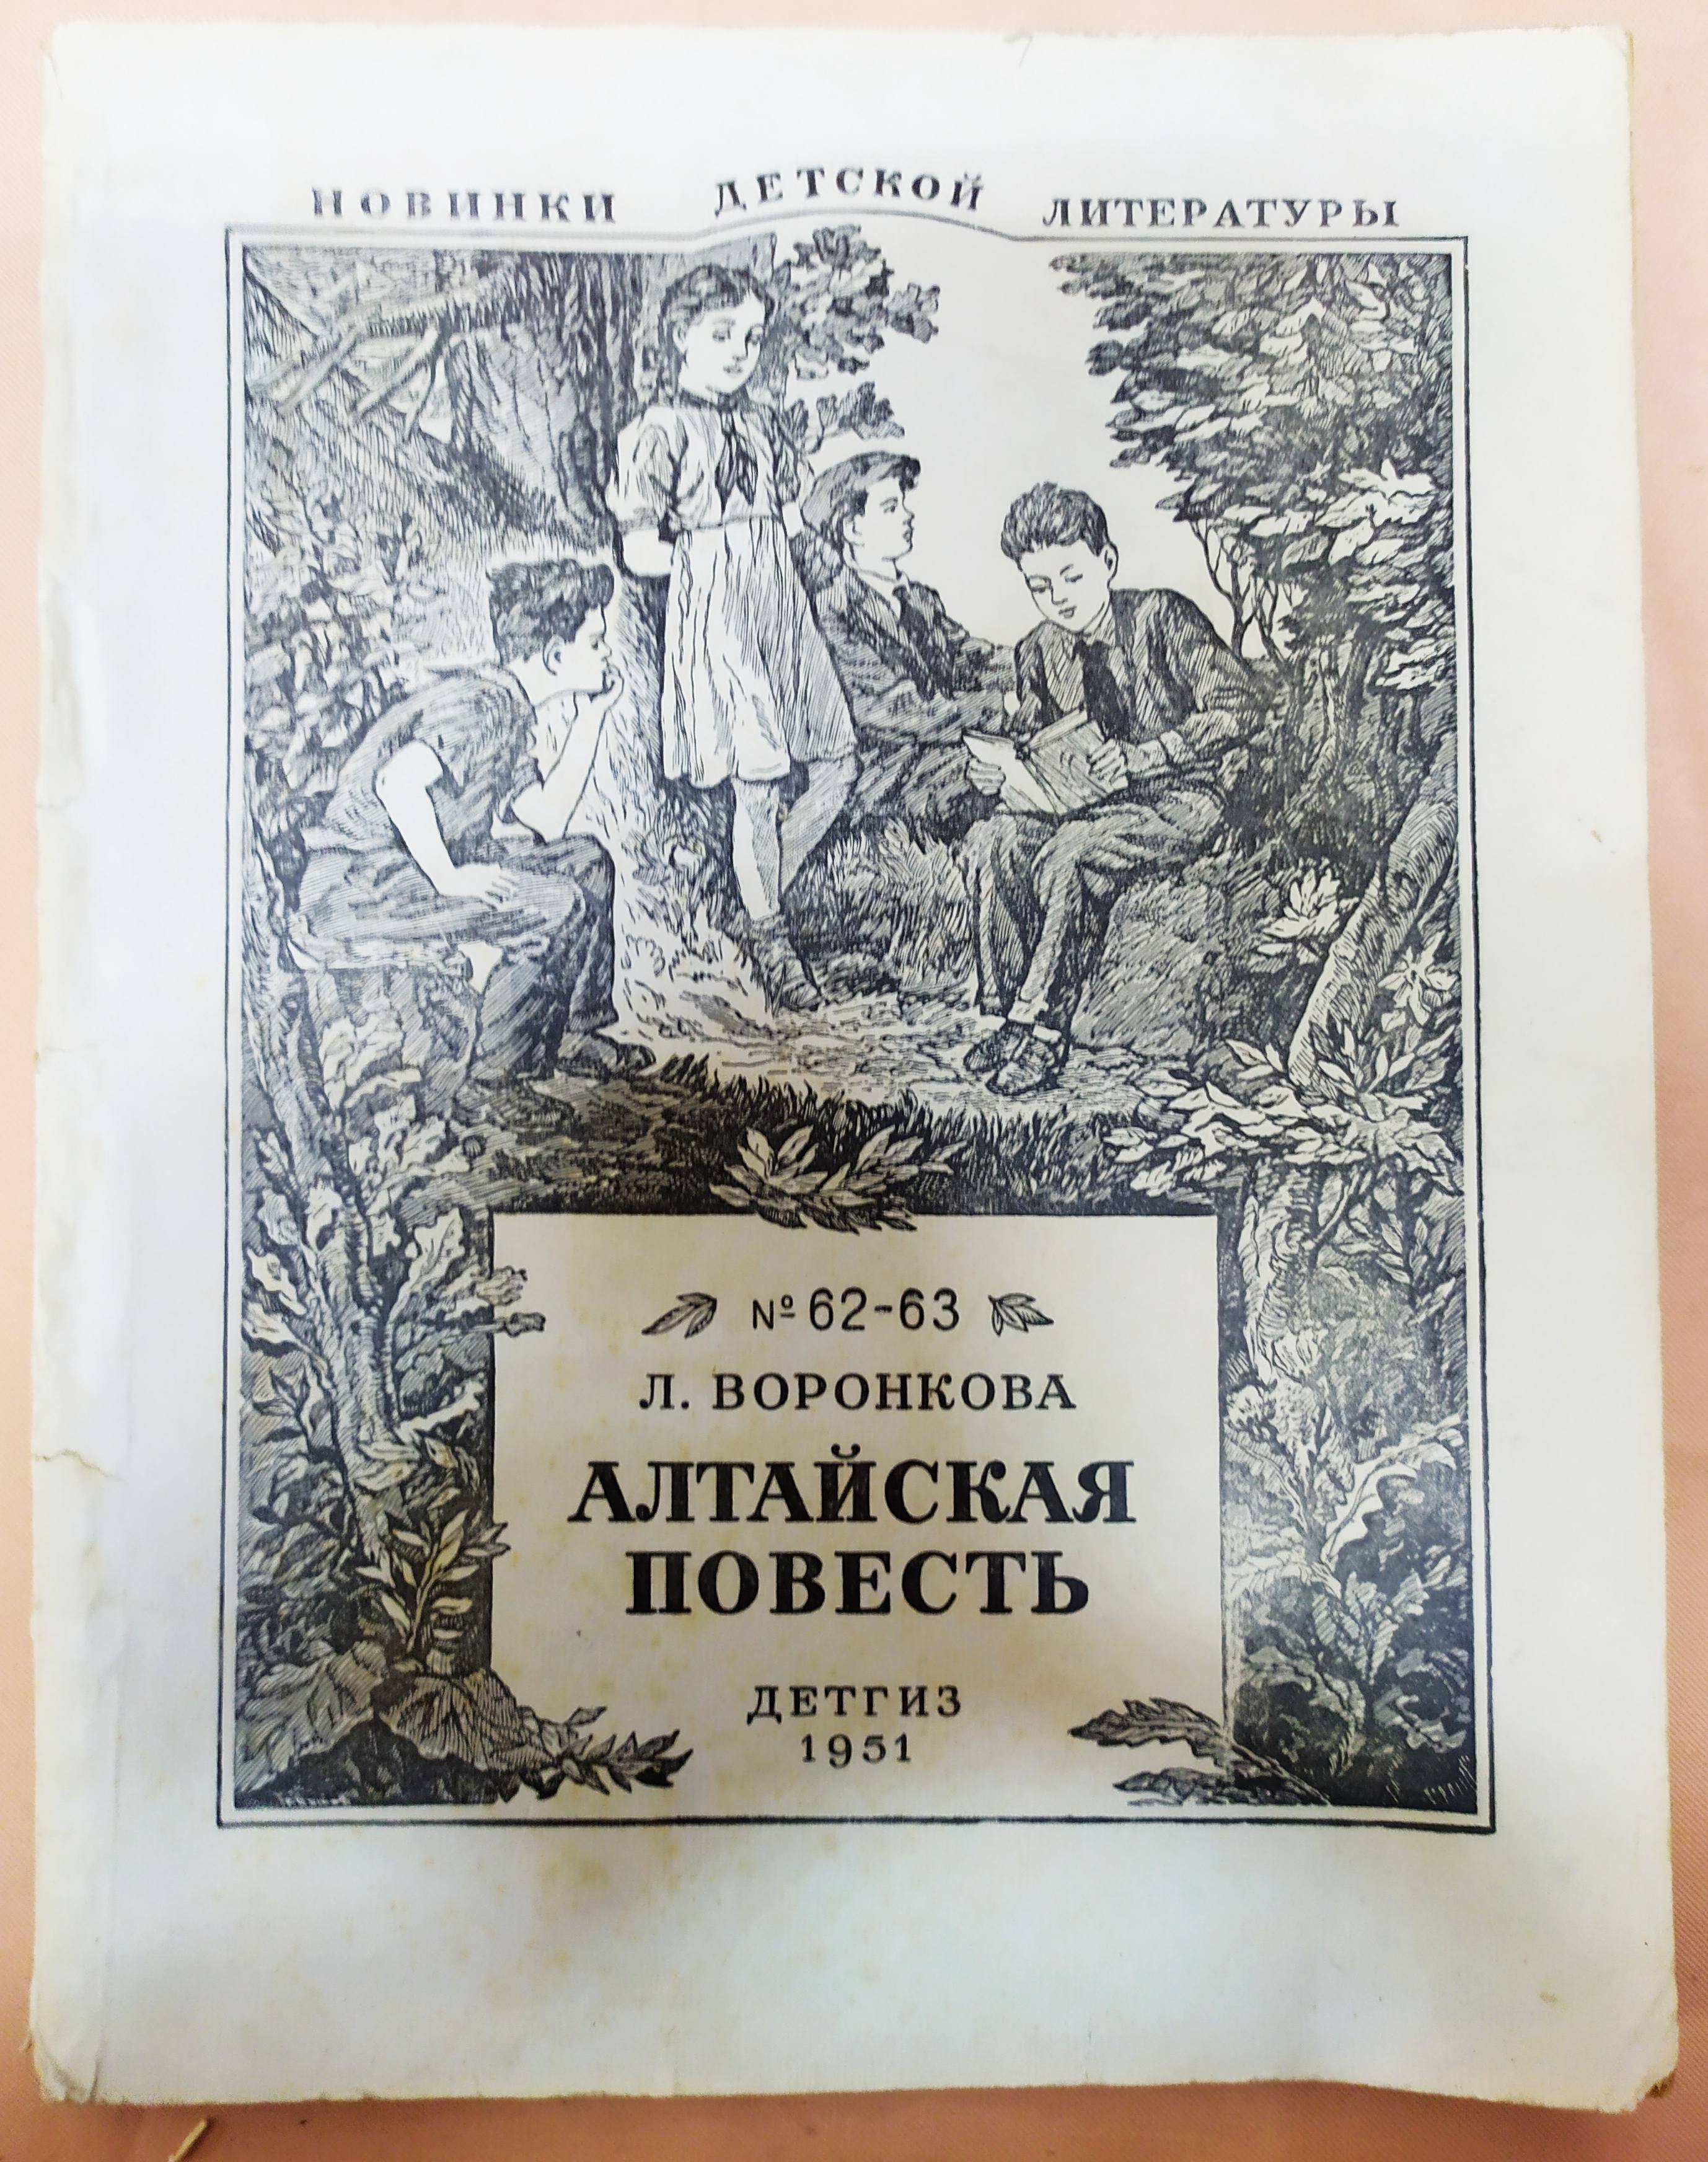 НОВИНКИ ДЕТСКОЙ ЛИТЕРАТУРЫ
№ 62-63
Л. ВОРОНКОВА
АЛТАЙСКАЯ
ПОВЕСТЬ
ДЕТГИЗ
1951